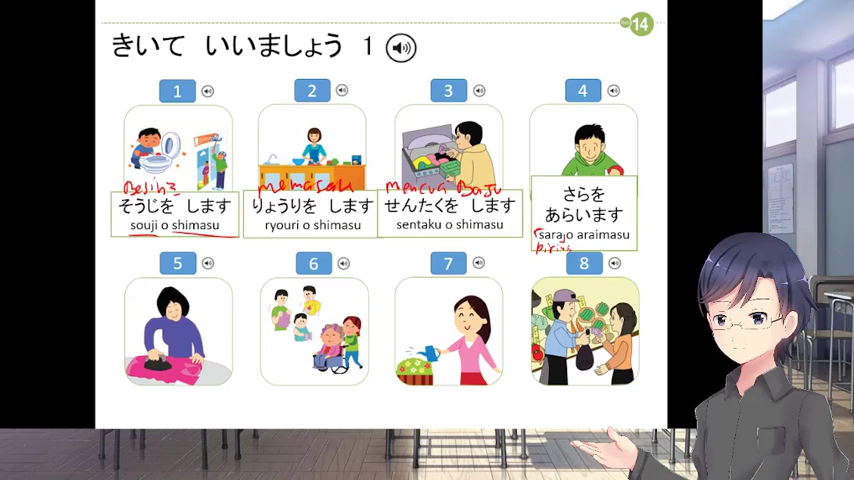 14
きいて いいましょう 1
1
2
3
4
Bersih2
memasak
mencuci Baju
そうじを します
souji o shimasu
りょうりを します
ryouri o shimasu
せんたくを します
sentaku o shimasu
さらを
あらいます
sara o araimasu
piring
5
6
7
8